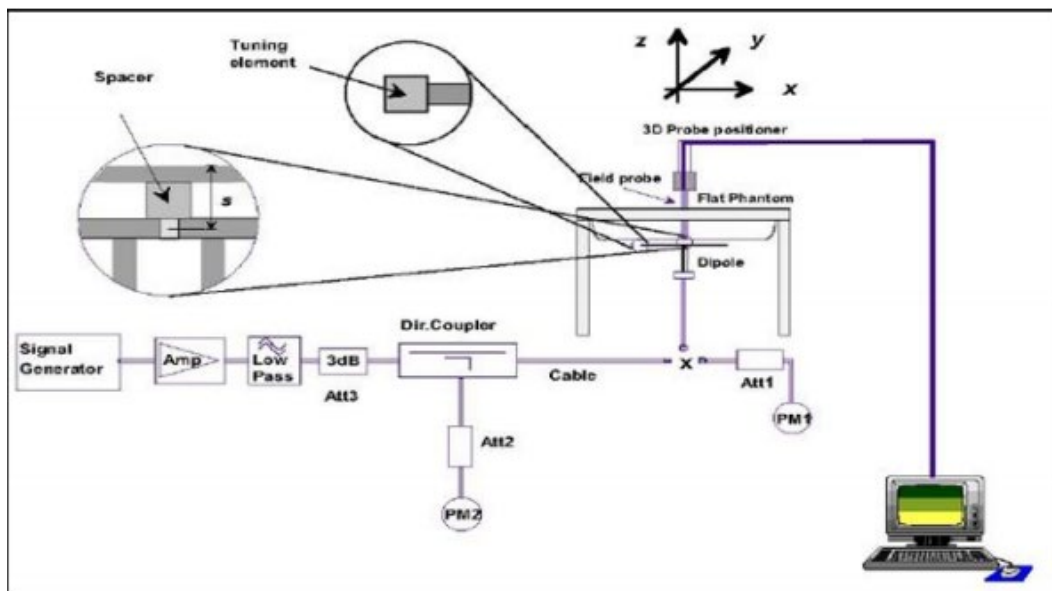 Tuning
element
Spacer
s
z
y
x
3D Probe positioner
Field probe
Flat Phantom
Dipole
Signal
Generator
Amp
Low
Pass
3dB
Att3
Dir.Coupler
Cable
x
Att1
PM1
Att2
PM2